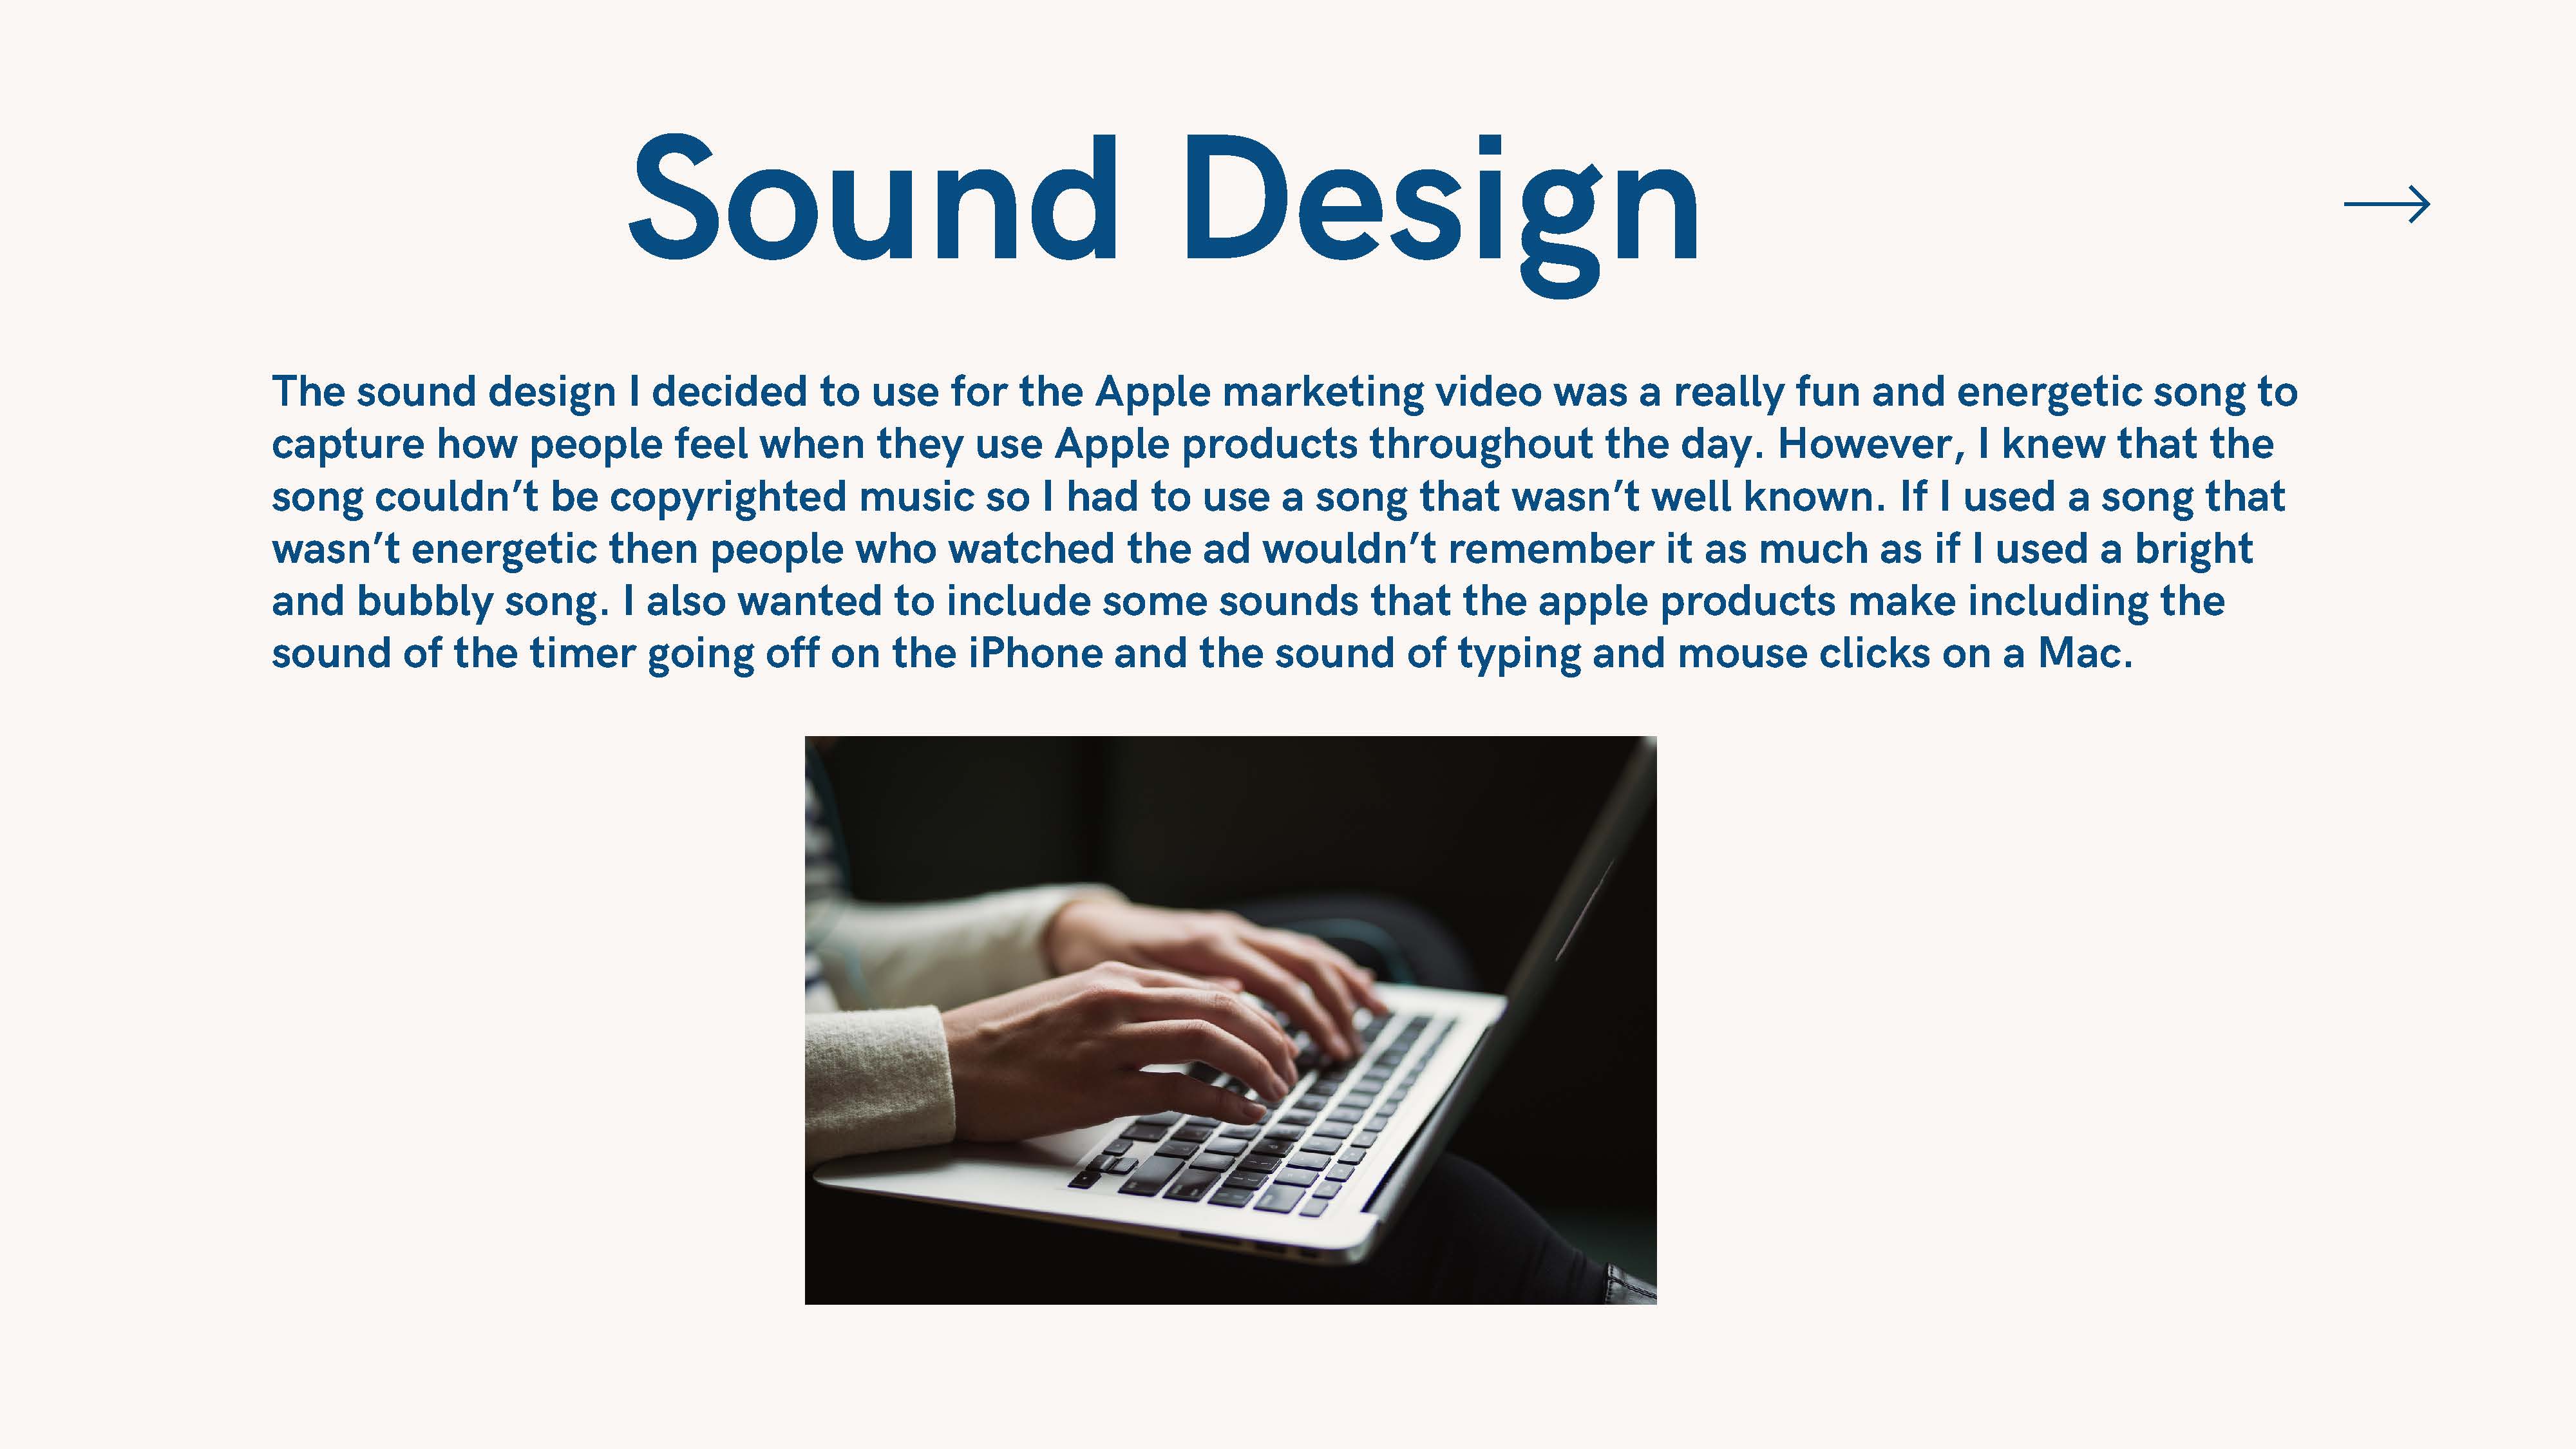 Sound Design
The sound design I decided to use for the Apple marketing video was a really fun and energetic song to
capture how people feel when they use Apple products throughout the day. However, I knew that the
song couldn’t be copyrighted music so I had to use a song that wasn’t well known. If I used a song that
wasn’t energetic then people who watched the ad wouldn’t remember it as much as if I used a bright
and bubbly song. I also wanted to include some sounds that the apple products make including the
sound of the timer going off on the iPhone and the sound of typing and mouse clicks on a Mac.